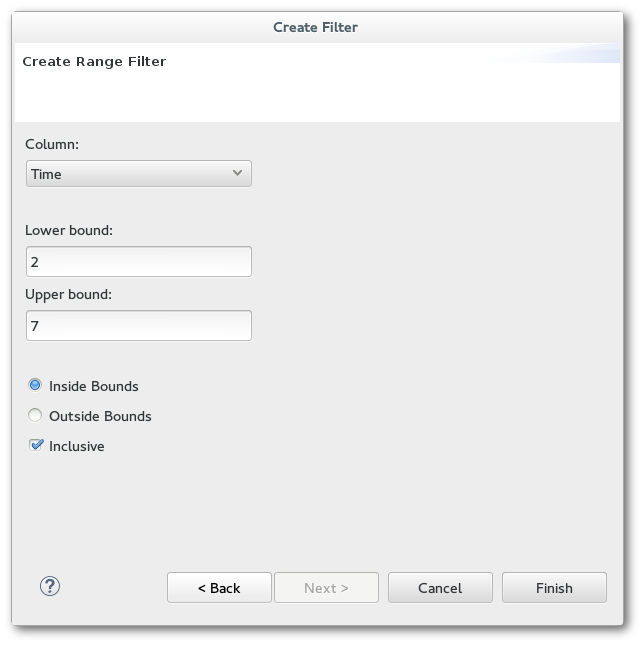 Create Filter
Create Range Filter
Column:
Time
Lower bound:
2
Upper bound:
7
Inside Bounds
Outside Bounds
Inclusive
? < Back Next > Cancel Finish